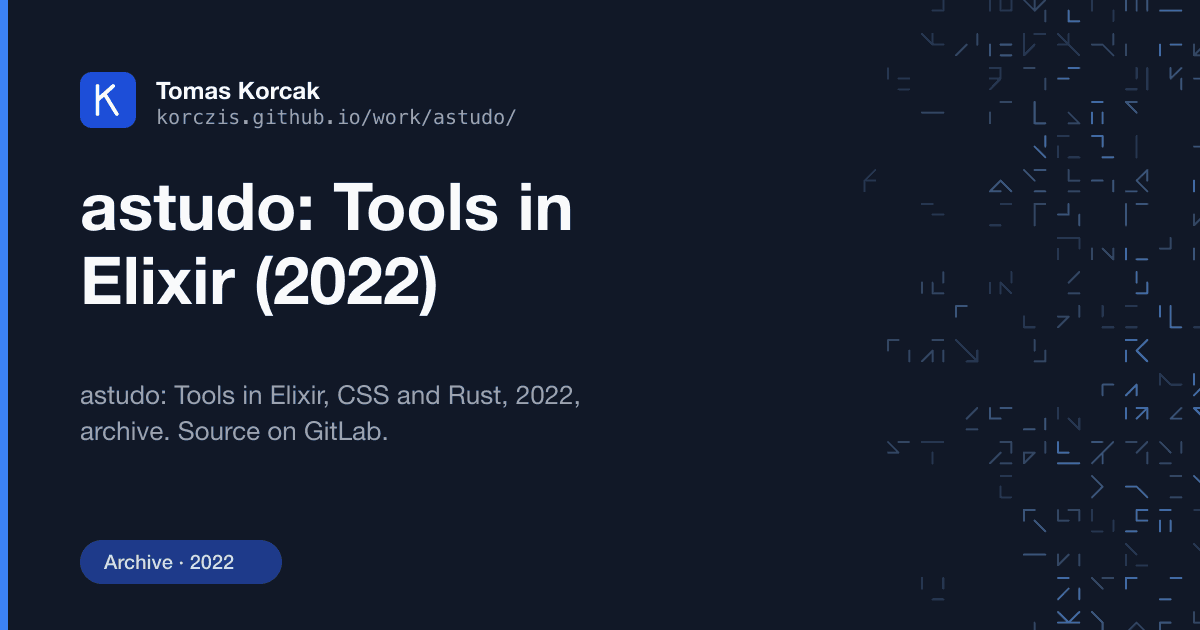 Tomas Korcak
korczis.github.io/work/astudo/
astudo: Tools in
Elixir (2022)
astudo: Tools in Elixir, CSS and Rust, 2022,
archive. Source on GitLab.
Archive · 2022